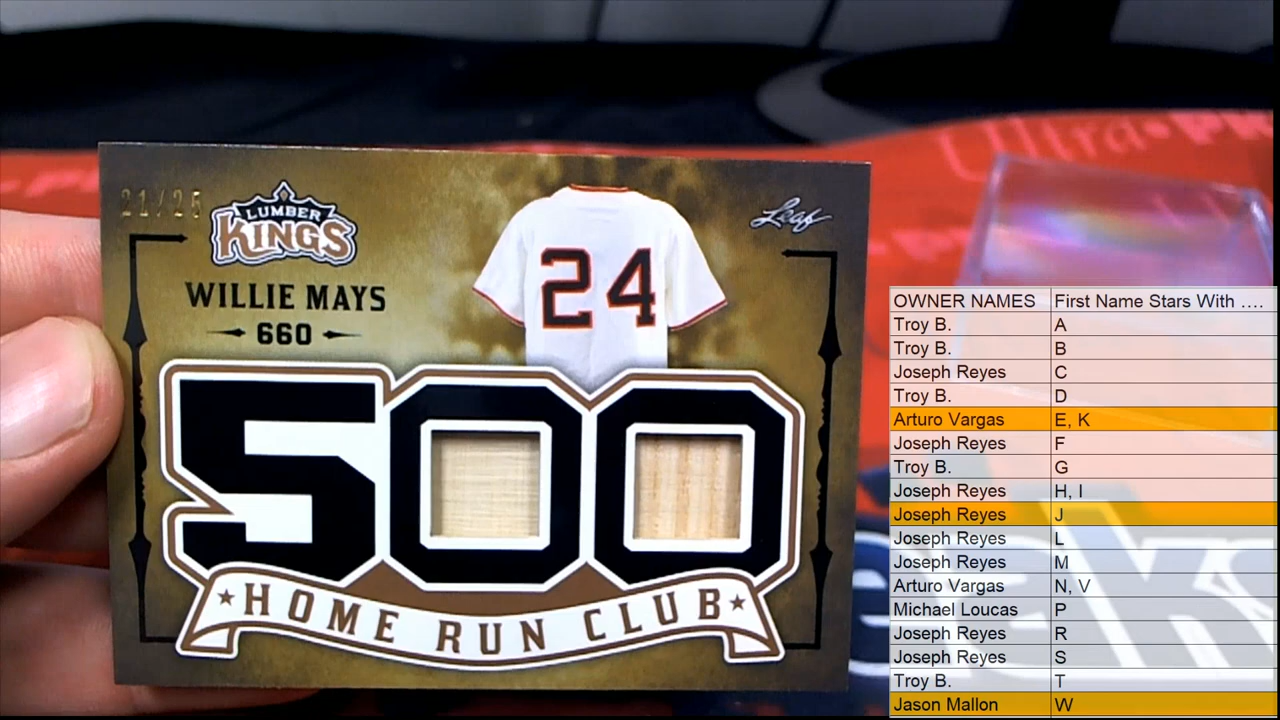 Ultra•PR
21/25
LUMBER
KINGS
Leaf
WILLIE MAYS
660
24
500
HOME RUN CLUB
OWNER NAMES First Name Stars With ….
Troy B. A
Troy B. B
Joseph Reyes C
Troy B. D
Arturo Vargas E, K
Joseph Reyes F
Troy B. G
Joseph Reyes H, I
Joseph Reyes J
Joseph Reyes L
Joseph Reyes M
Arturo Vargas N, V
Michael Loucas P
Joseph Reyes R
Joseph Reyes S
Troy B. T
Jason Mallon W